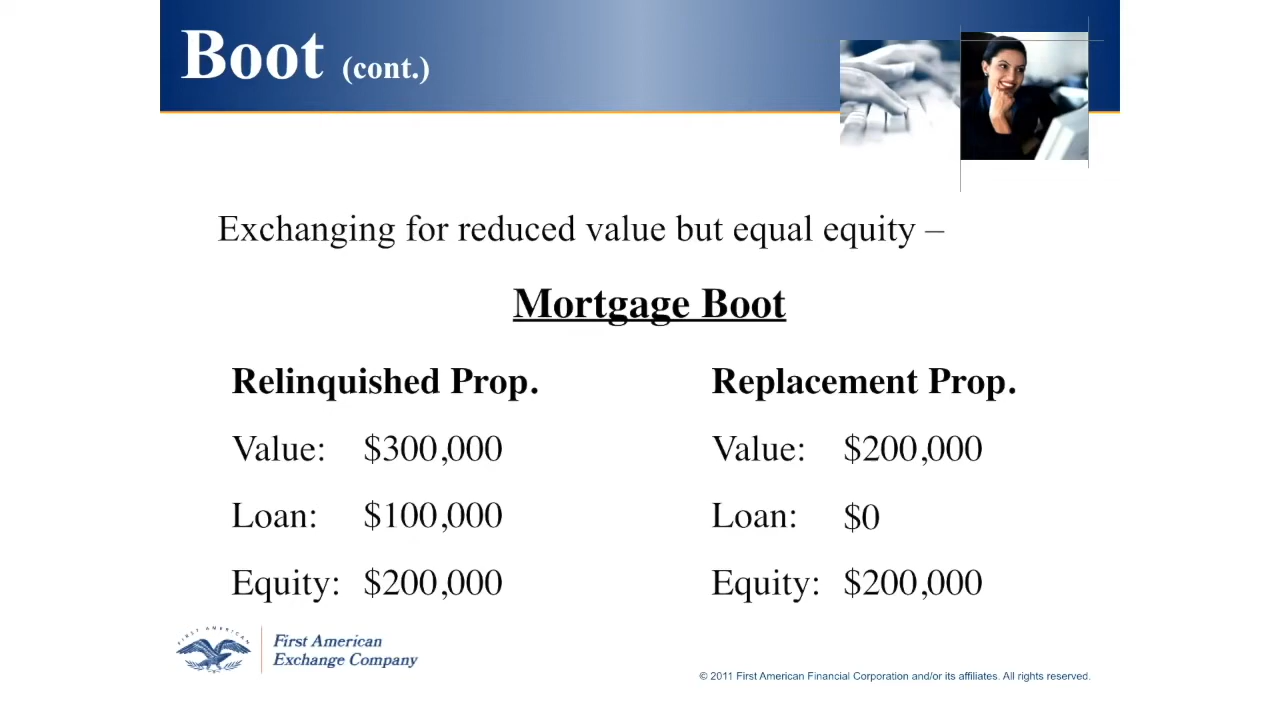 Boot (cont.)
Exchanging for reduced value but equal equity –
Mortgage Boot
Relinquished Prop. Replacement Prop.
Value: $300,000 Value: $200,000
Loan: $100,000 Loan: $0
Equity: $200,000 Equity: $200,000
FIRST AMERICAN
First American
Exchange Company
© 2011 First American Financial Corporation and/or its affiliates. All rights reserved.